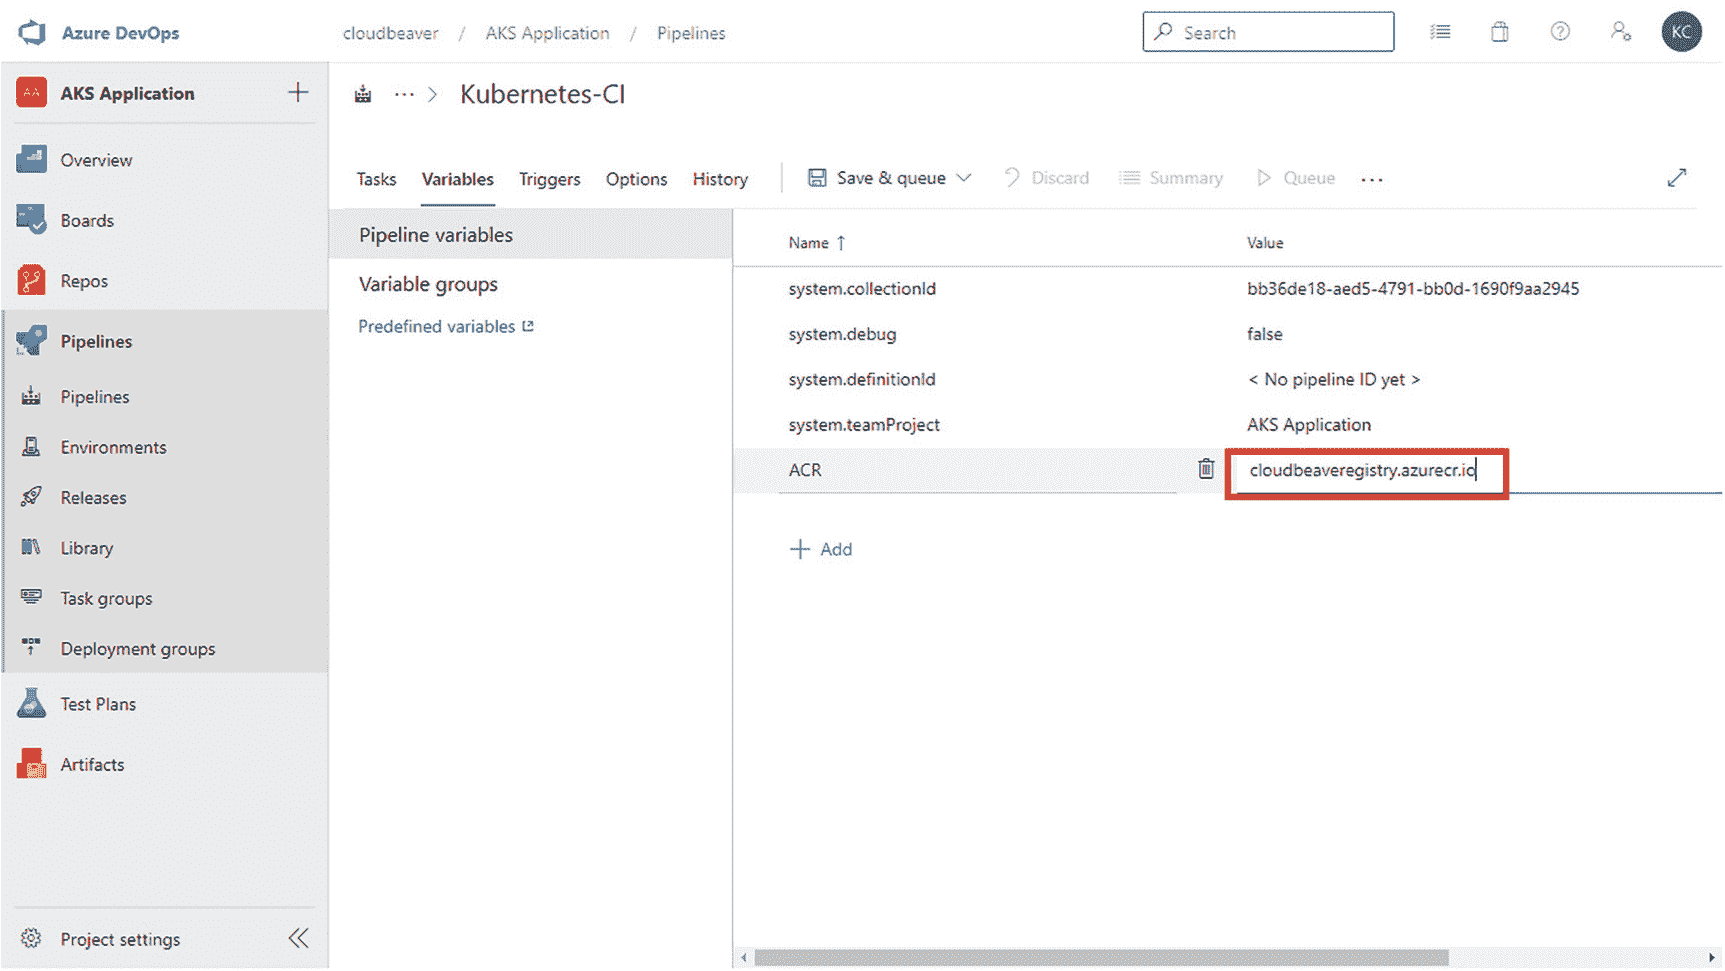 Azure DevOps
cloudbeaver / AKS Application / Pipelines
Search
KC
AA
AKS Application
Kubernetes-CI
Overview
Boards
Repos
Pipelines
Pipelines
Environments
Releases
Library
Task groups
Deployment groups
Test Plans
Artifacts
Project settings
Tasks Variables Triggers Options History
Save & queue Discard Summary Queue ...
Pipeline variables
Variable groups
Predefined variables
Name ↑ Value
system.collectionId bb36de18-aed5-4791-bb0d-1690f9aa2945
system.debug false
system.definitionId < No pipeline ID yet >
system.teamProject AKS Application
ACR cloudbeaveregistry.azurecr.io
+ Add